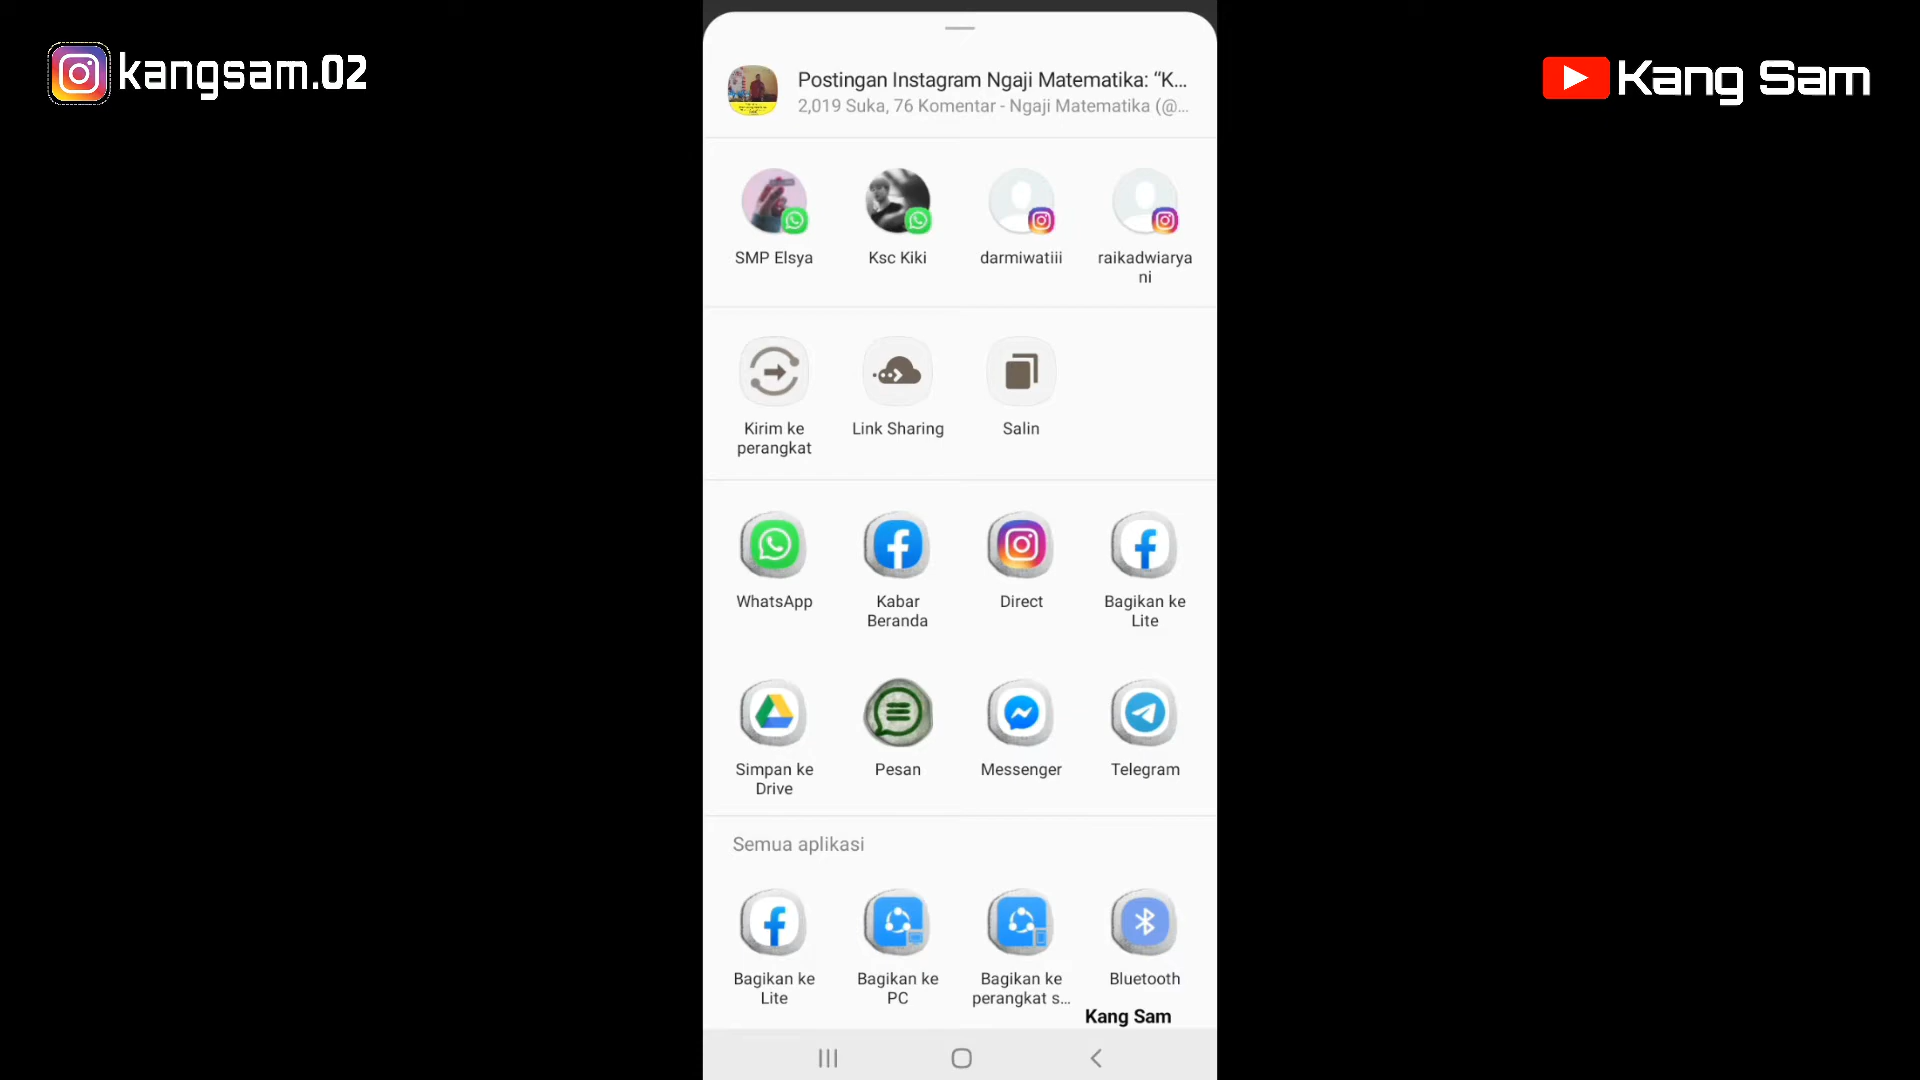 kangsam.02
Kang Sam
Postingan Instagram Ngaji Matematika: “K...
2,019 Suka, 76 Komentar - Ngaji Matematika (@...
SMP Elsya
Ksc Kiki
darmiwatiii
raikadwiarya
ni
Kirim ke
perangkat
Link Sharing
Salin
WhatsApp
Kabar
Beranda
Direct
Bagikan ke
Lite
Simpan ke
Drive
Pesan
Messenger
Telegram
Semua aplikasi
Bagikan ke
Lite
Bagikan ke
PC
Bagikan ke
perangkat s...
Bluetooth
Kang Sam